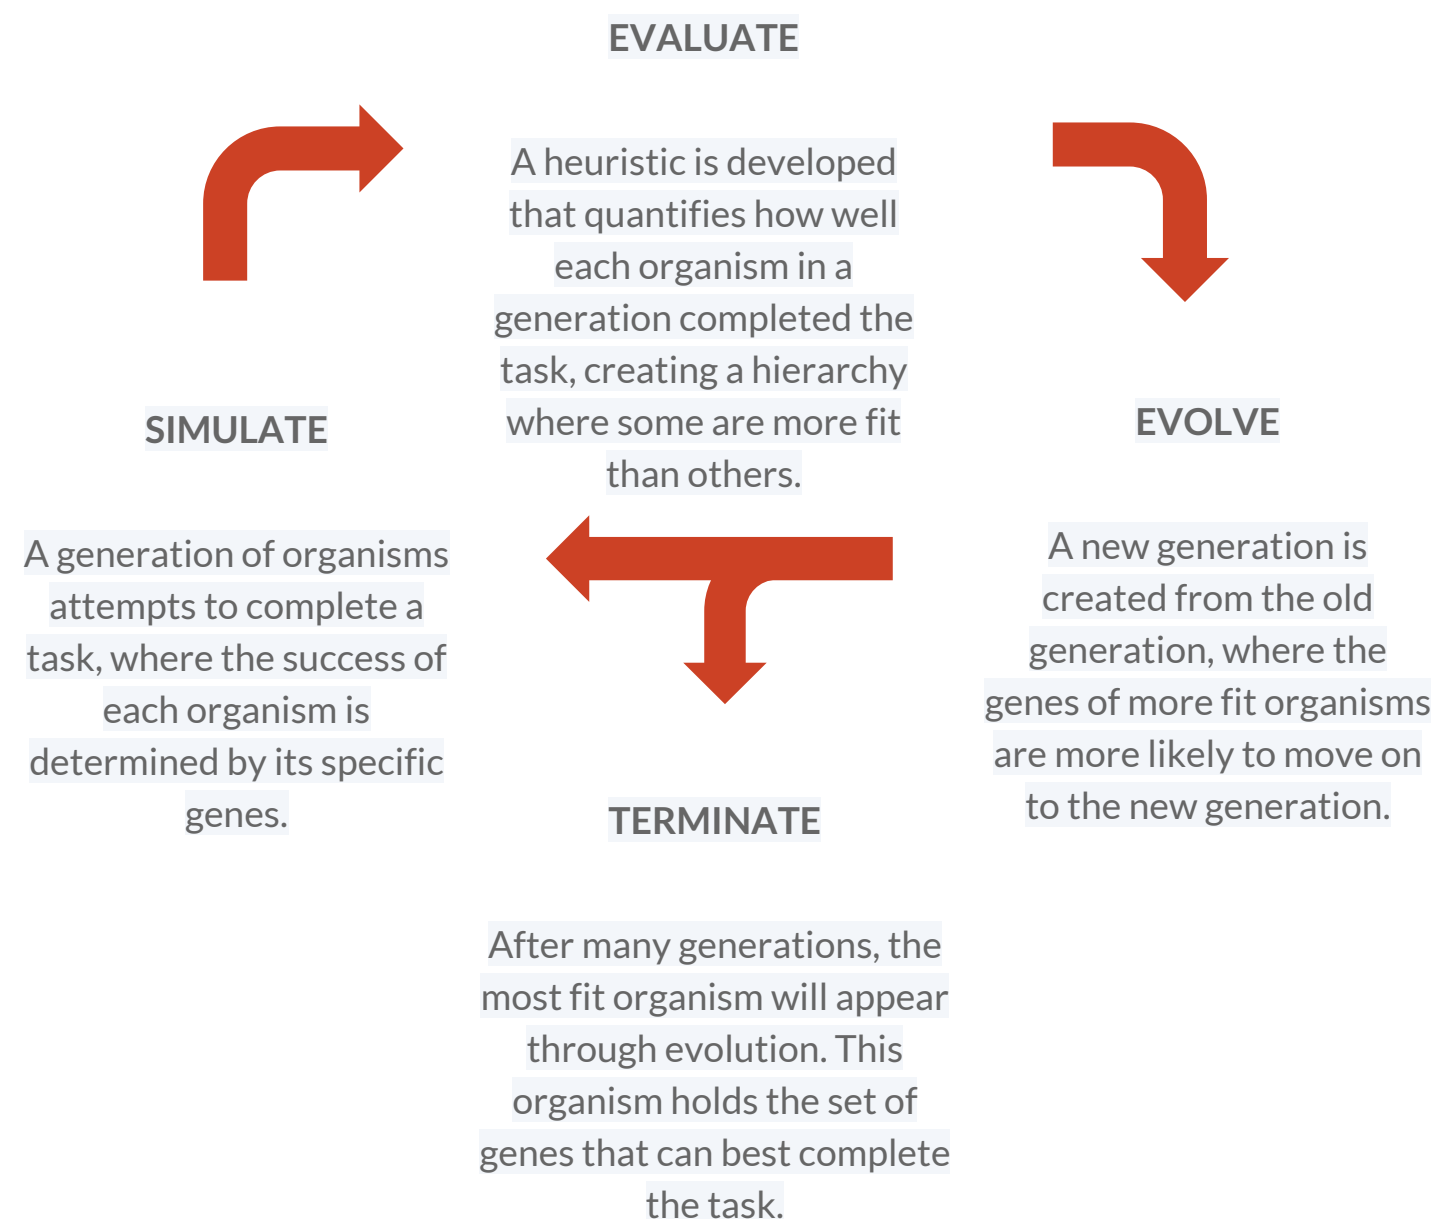 EVALUATE
A heuristic is developed
that quantifies how well
each organism in a
generation completed the
task, creating a hierarchy
where some are more fit
than others.
SIMULATE
A generation of organisms
attempts to complete a
task, where the success of
each organism is
determined by its specific
genes.
EVOLVE
A new generation is
created from the old
generation, where the
genes of more fit organisms
are more likely to move on
to the new generation.
TERMINATE
After many generations, the
most fit organism will appear
through evolution. This
organism holds the set of
genes that can best complete
the task.